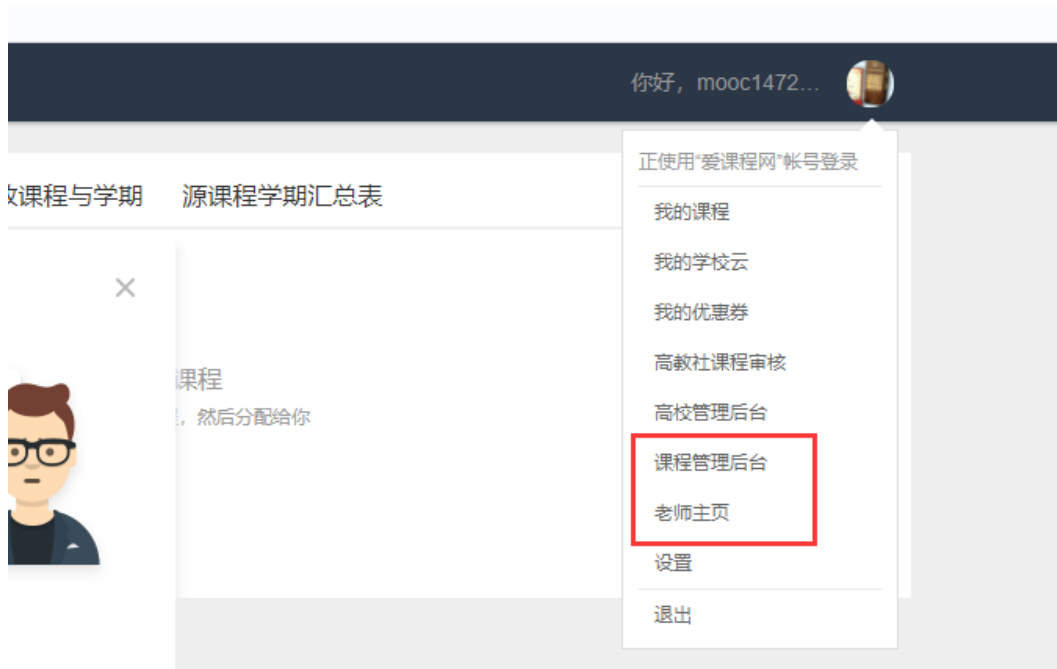 你好，mooc1472...
正使用“爱课程网”帐号登录
课程与学期 源课程学期汇总表
我的课程
我的学校云
我的优惠券
课程
高教社课程审核
，然后分配给你
高校管理后台
课程管理后台
老师主页
设置
退出